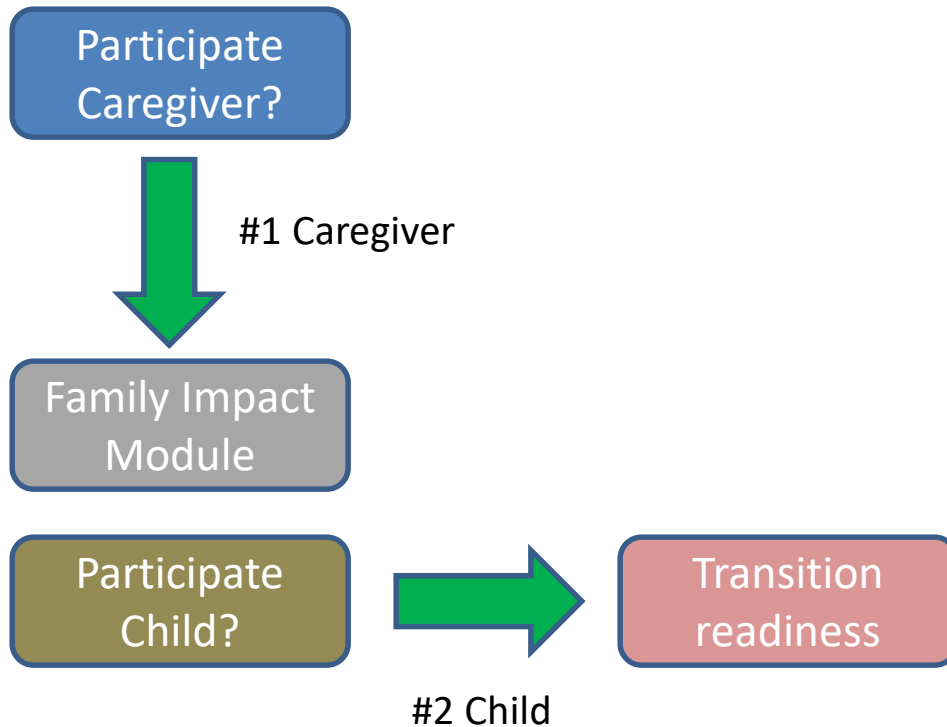 Participate
Caregiver?
#1 Caregiver
Family Impact
Module
Participate
Child?
Transition
readiness
#2 Child